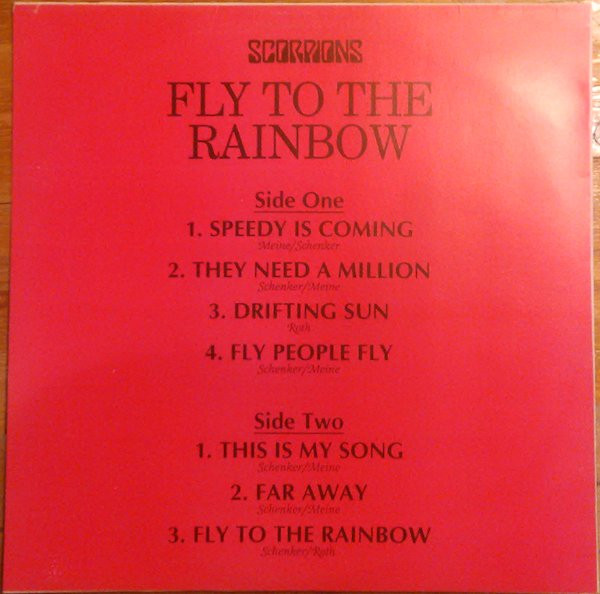 SCORPIONS
FLY TO THE
RAINBOW
Side One
1. SPEEDY IS COMING
Meine/Schenker
2. THEY NEED A MILLION
Schenker/Meine
3. DRIFTING SUN
Roth
4. FLY PEOPLE FLY
Schenker/Meine
Side Two
1. THIS IS MY SONG
Schenker/Meine
2. FAR AWAY
Schenker/Meine
3. FLY TO THE RAINBOW
Schenker/Roth